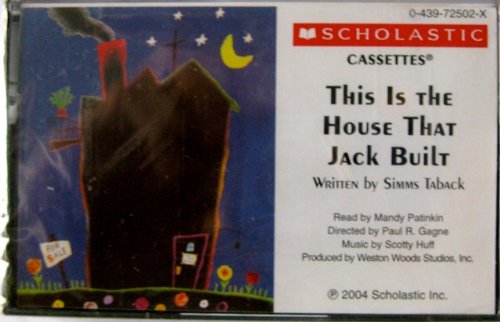 0-439-72502-X
SCHOLASTIC
CASSETTES®
THIS IS THE
HOUSE THAT
JACK BUILT
WRITTEN BY SIMMS TABACK
Read by Mandy Patinkin
Directed by Paul R. Gagne
Music by Scotty Huff
Produced by Weston Woods Studios, Inc.
℗ 2004 Scholastic Inc.
FOR
SALE